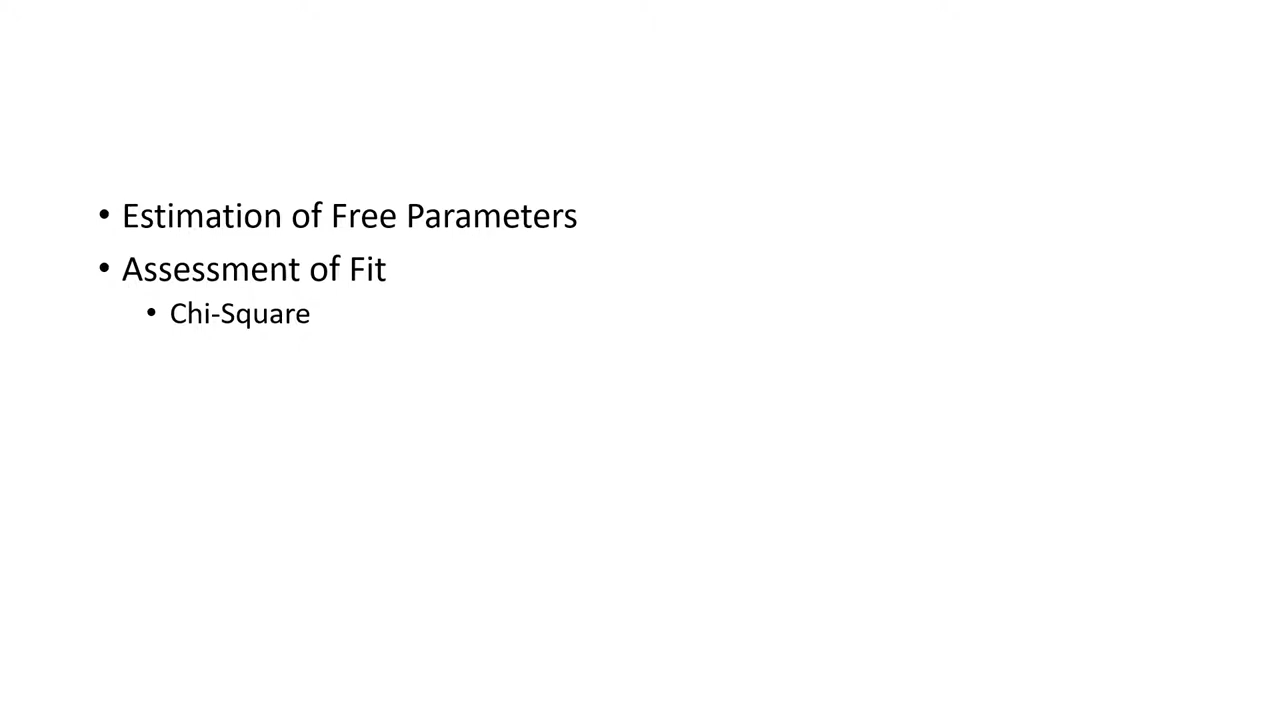 • Estimation of Free Parameters
• Assessment of Fit
• Chi-Square